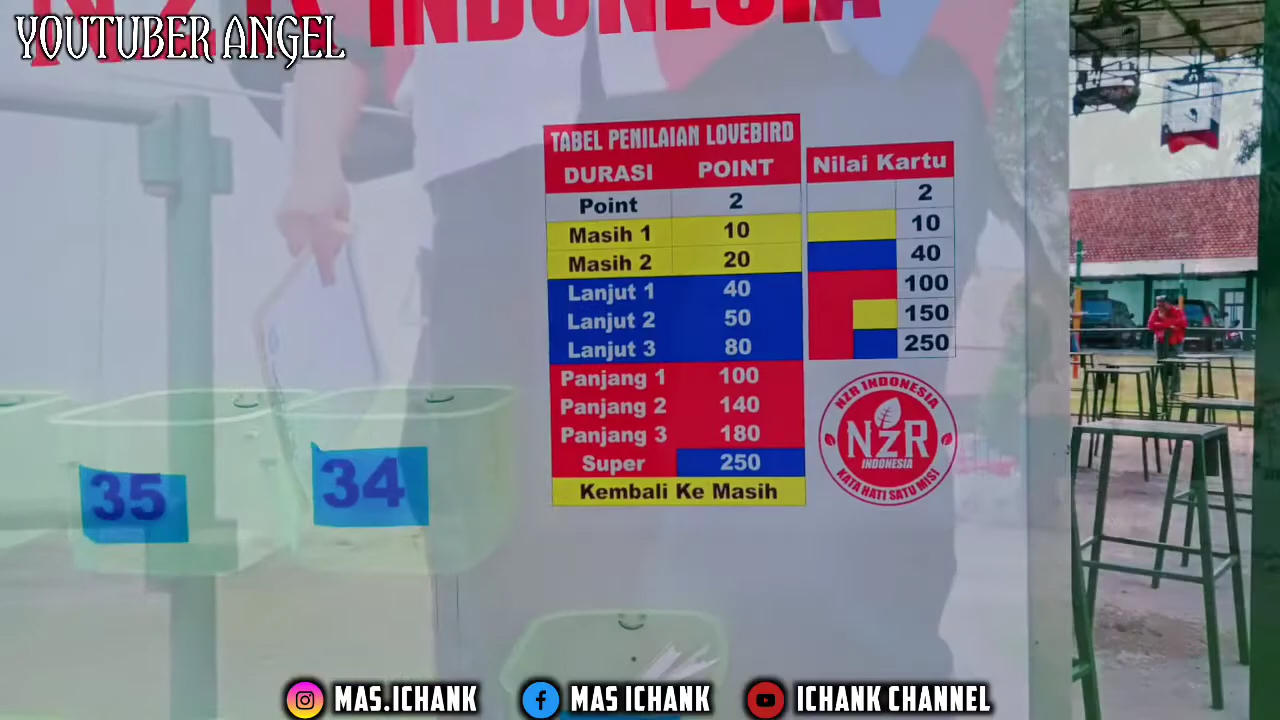 YOUTUBER ANGEL
NZR INDONESIA
TABEL PENILAIAN LOVEBIRD
DURASI POINT
Point 2
Masih 1 10
Masih 2 20
Lanjut 1 40
Lanjut 2 50
Lanjut 3 80
Panjang 1 100
Panjang 2 140
Panjang 3 180
Super 250
Kembali Ke Masih
Nilai Kartu
2
10
40
100
150
250
NZR INDONESIA
NZR
INDONESIA
KATA HATI SATU MISI
35
34
MAS.ICHANK
MAS ICHANK
ICHANK CHANNEL